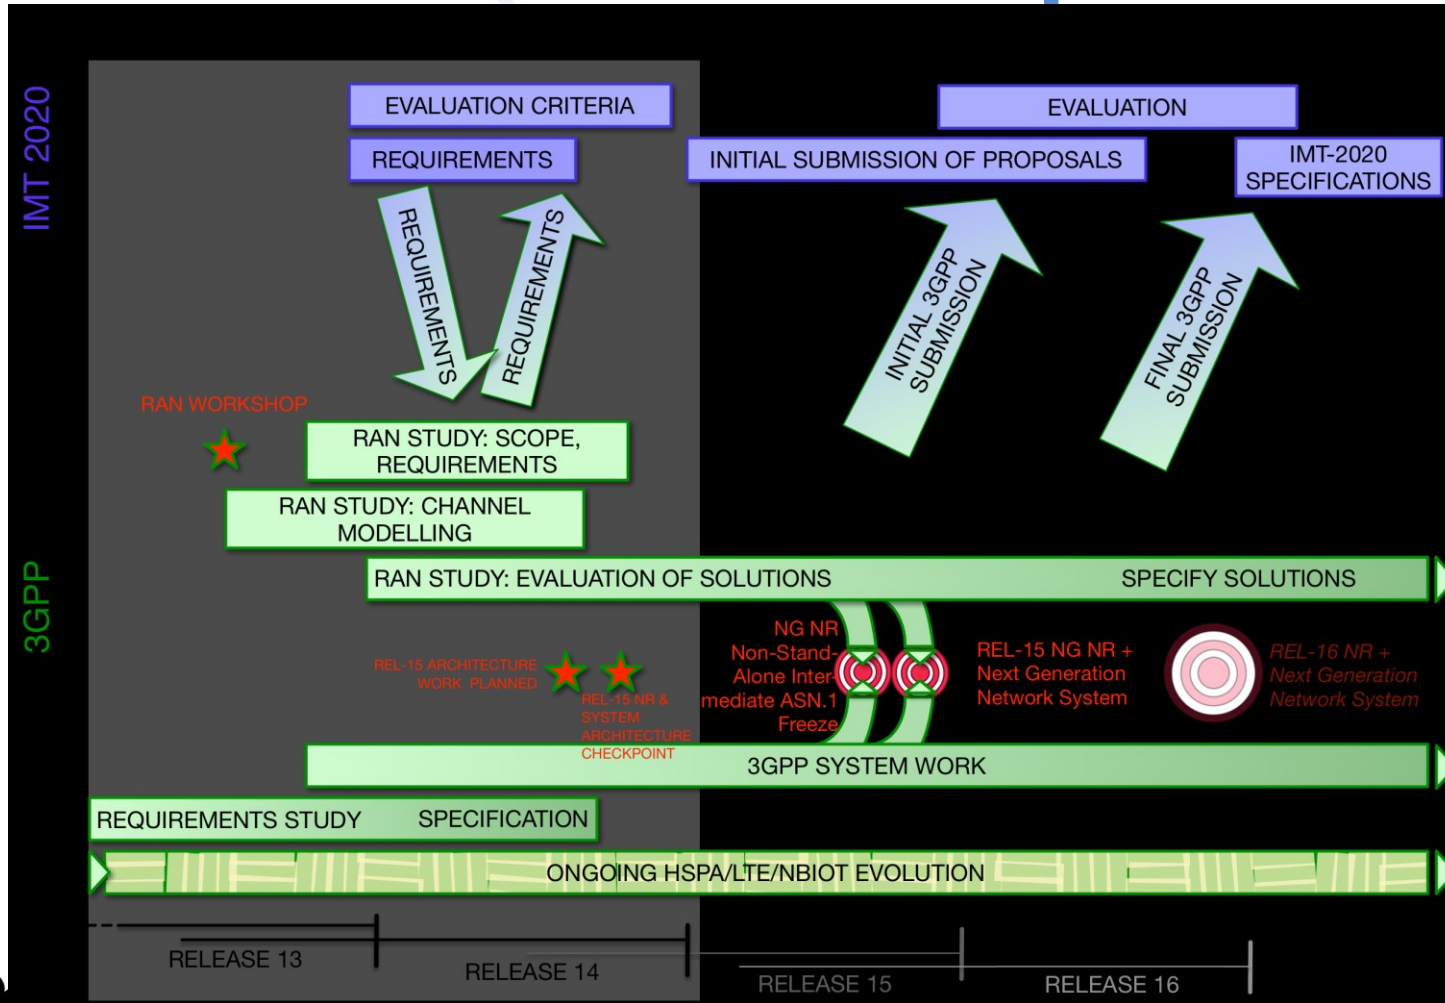 IMT 2020
EVALUATION CRITERIA
EVALUATION
REQUIREMENTS
INITIAL SUBMISSION OF PROPOSALS
IMT-2020
SPECIFICATIONS
REQUIREMENTS
REQUIREMENTS
INITIAL 3GPP
SUBMISSION
FINAL 3GPP
SUBMISSION
RAN WORKSHOP
RAN STUDY: SCOPE,
REQUIREMENTS
RAN STUDY: CHANNEL
MODELLING
3GPP
RAN STUDY: EVALUATION OF SOLUTIONS
SPECIFY SOLUTIONS
REL-15 ARCHITECTURE
WORK PLANNED
REL-15 NR &
SYSTEM
ARCHITECTURE
CHECKPOINT
NG NR
Non-Stand-
Alone Inter-
mediate ASN.1
Freeze
REL-15 NG NR +
Next Generation
Network System
REL-16 NR +
Next Generation
Network System
3GPP SYSTEM WORK
REQUIREMENTS STUDY
SPECIFICATION
ONGOING HSPA/LTE/NBIOT EVOLUTION
RELEASE 13
RELEASE 14
RELEASE 15
RELEASE 16